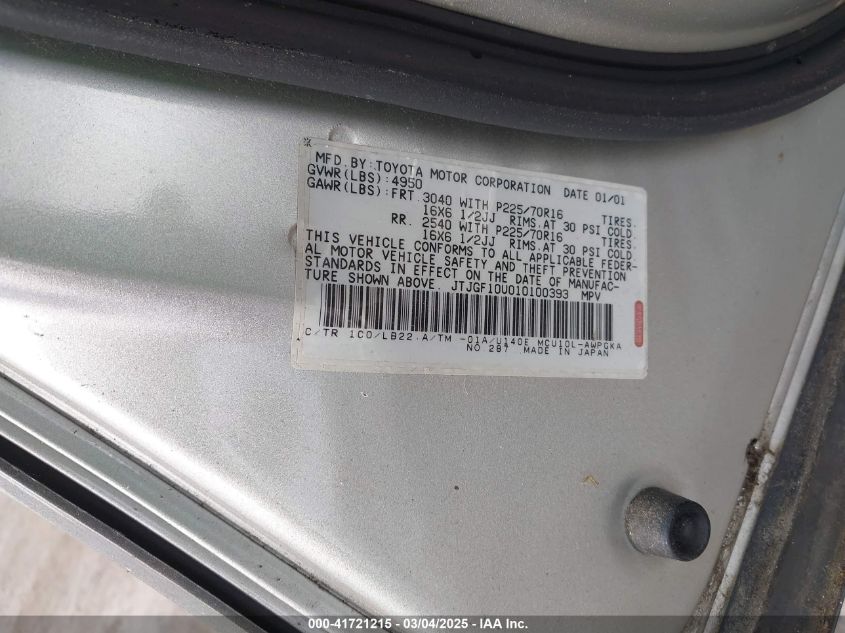 MFD.BY:TOYOTA MOTOR CORPORATION DATE 01/01
GVWR(LBS):4950
GAWR(LBS):FRT.3040 WITH P225/70R16 TIRES.
16X6 1/2JJ RIMS.AT 30 PSI COLD.
RR. 2540 WITH P225/70R16 TIRES.
16X6 1/2JJ RIMS.AT 30 PSI COLD.
THIS VEHICLE CONFORMS TO ALL APPLICABLE FEDER-
AL MOTOR VEHICLE SAFETY AND THEFT PREVENTION
STANDARDS IN EFFECT ON THE DATE OF MANUFAC-
TURE SHOWN ABOVE. JTJGF10U010100393 MPV
C/TR 1C0/LB22.A/TM -01A/U140E MCU10L-AWPGKA
NO 287 MADE IN JAPAN
000-41721215 - 03/04/2025 - IAAI.com